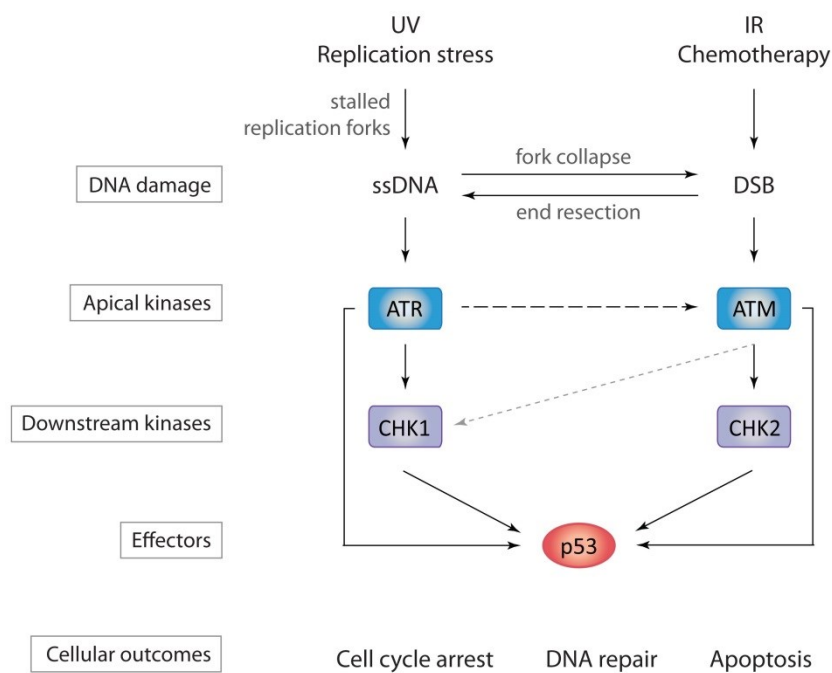 UV
Replication stress
IR
Chemotherapy
stalled
replication forks
DNA damage
ssDNA
fork collapse
end resection
DSB
Apical kinases
ATR
ATM
Downstream kinases
CHK1
CHK2
Effectors
p53
Cellular outcomes
Cell cycle arrest
DNA repair
Apoptosis